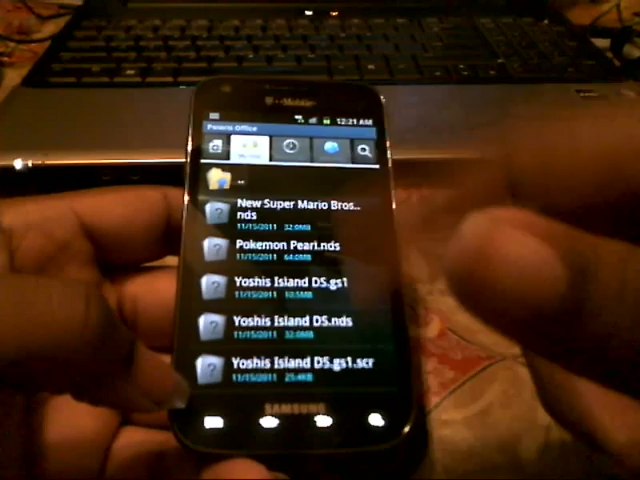 T-Mobile
12:21 AM
Polaris Office
..
New Super Mario Bros..
nds
11/15/2011 32.0MB
Pokemon Pearl.nds
11/15/2011 64.0MB
Yoshis Island DS.gs1
11/15/2011 10.5MB
Yoshis Island DS.nds
11/15/2011 32.0MB
Yoshis Island DS.gs1.scr
11/15/2011 25.4KB
SAMSUNG